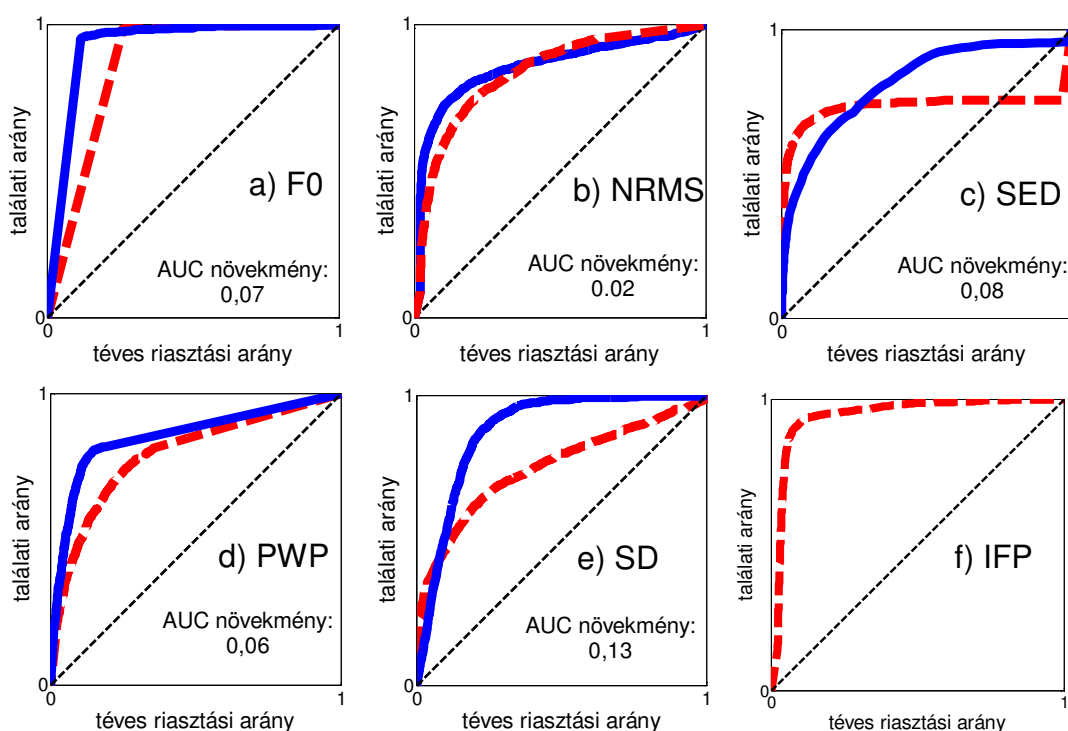 1
találati arány
a) F0
AUC növekmény:
0,07
0
0
1
téves riasztási arány
1
találati arány
b) NRMS
AUC növekmény:
0.02
0
0
1
téves riasztási arány
1
találati arány
c) SED
AUC növekmény:
0,08
0
0
1
téves riasztási arány
1
találati arány
d) PWP
AUC növekmény:
0,06
0
0
1
téves riasztási arány
1
találati arány
e) SD
AUC növekmény:
0,13
0
0
1
téves riasztási arány
1
találati arány
f) IFP
0
0
1
téves riasztási arány